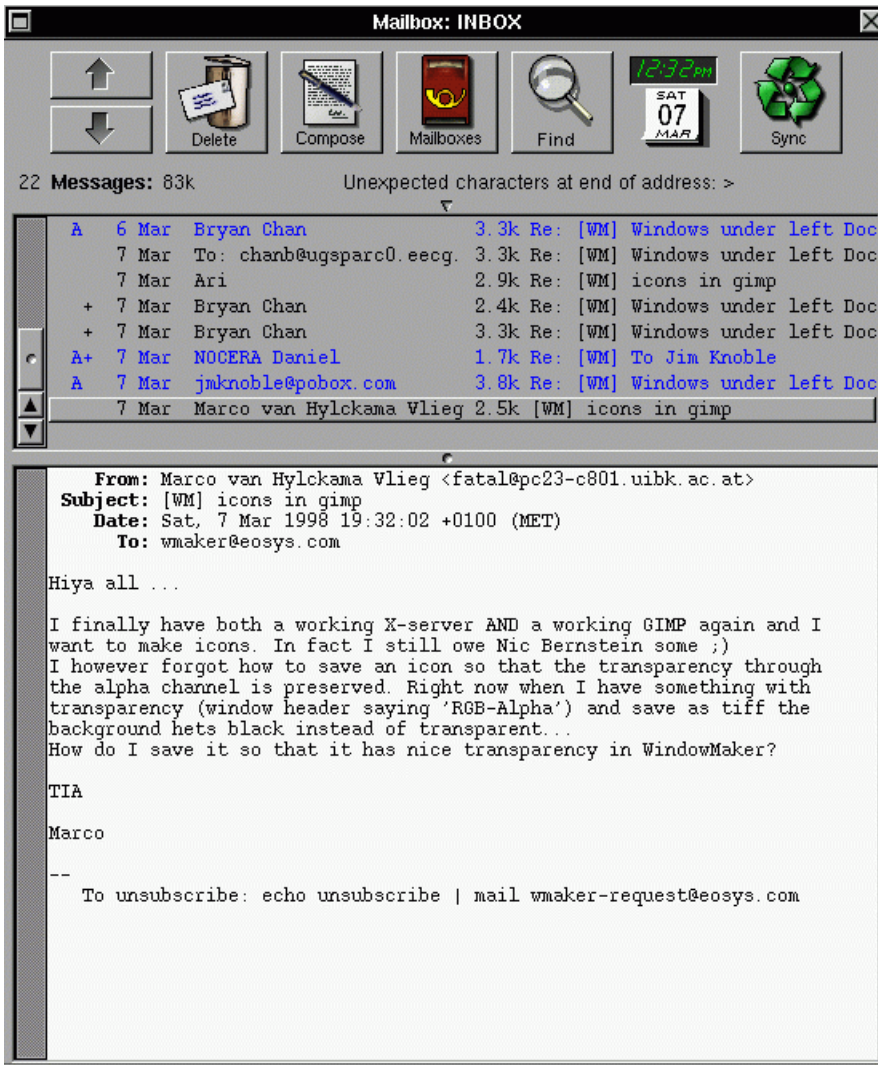 Mailbox: INBOX
Delete
Compose
Mailboxes
Find
12:32PM
SAT
07
MAR
Sync
22 Messages: 83k Unexpected characters at end of address: >
A 6 Mar Bryan Chan 3.3k Re: [WM] Windows under left Doc
7 Mar To: chanb@ugsparc0.eecg. 3.3k Re: [WM] Windows under left Doc
7 Mar Ari 2.9k Re: [WM] icons in gimp
+ 7 Mar Bryan Chan 2.4k Re: [WM] Windows under left Doc
+ 7 Mar Bryan Chan 3.3k Re: [WM] Windows under left Doc
A+ 7 Mar NOCERA Daniel 1.7k Re: [WM] To Jim Knoble
A 7 Mar jmknoble@pobox.com 3.8k Re: [WM] Windows under left Doc
7 Mar Marco van Hylckama Vlieg 2.5k [WM] icons in gimp
From: Marco van Hylckama Vlieg <fatal@pc23-c801.uibk.ac.at>
Subject: [WM] icons in gimp
Date: Sat, 7 Mar 1998 19:32:02 +0100 (MET)
To: wmaker@eosys.com
Hiya all ...
I finally have both a working X-server AND a working GIMP again and I
want to make icons. In fact I still owe Nic Bernstein some ;)
I however forgot how to save an icon so that the transparency through
the alpha channel is preserved. Right now when I have something with
transparency (window header saying 'RGB-Alpha') and save as tiff the
background hets black instead of transparent...
How do I save it so that it has nice transparency in WindowMaker?
TIA
Marco
--
To unsubscribe: echo unsubscribe | mail wmaker-request@eosys.com